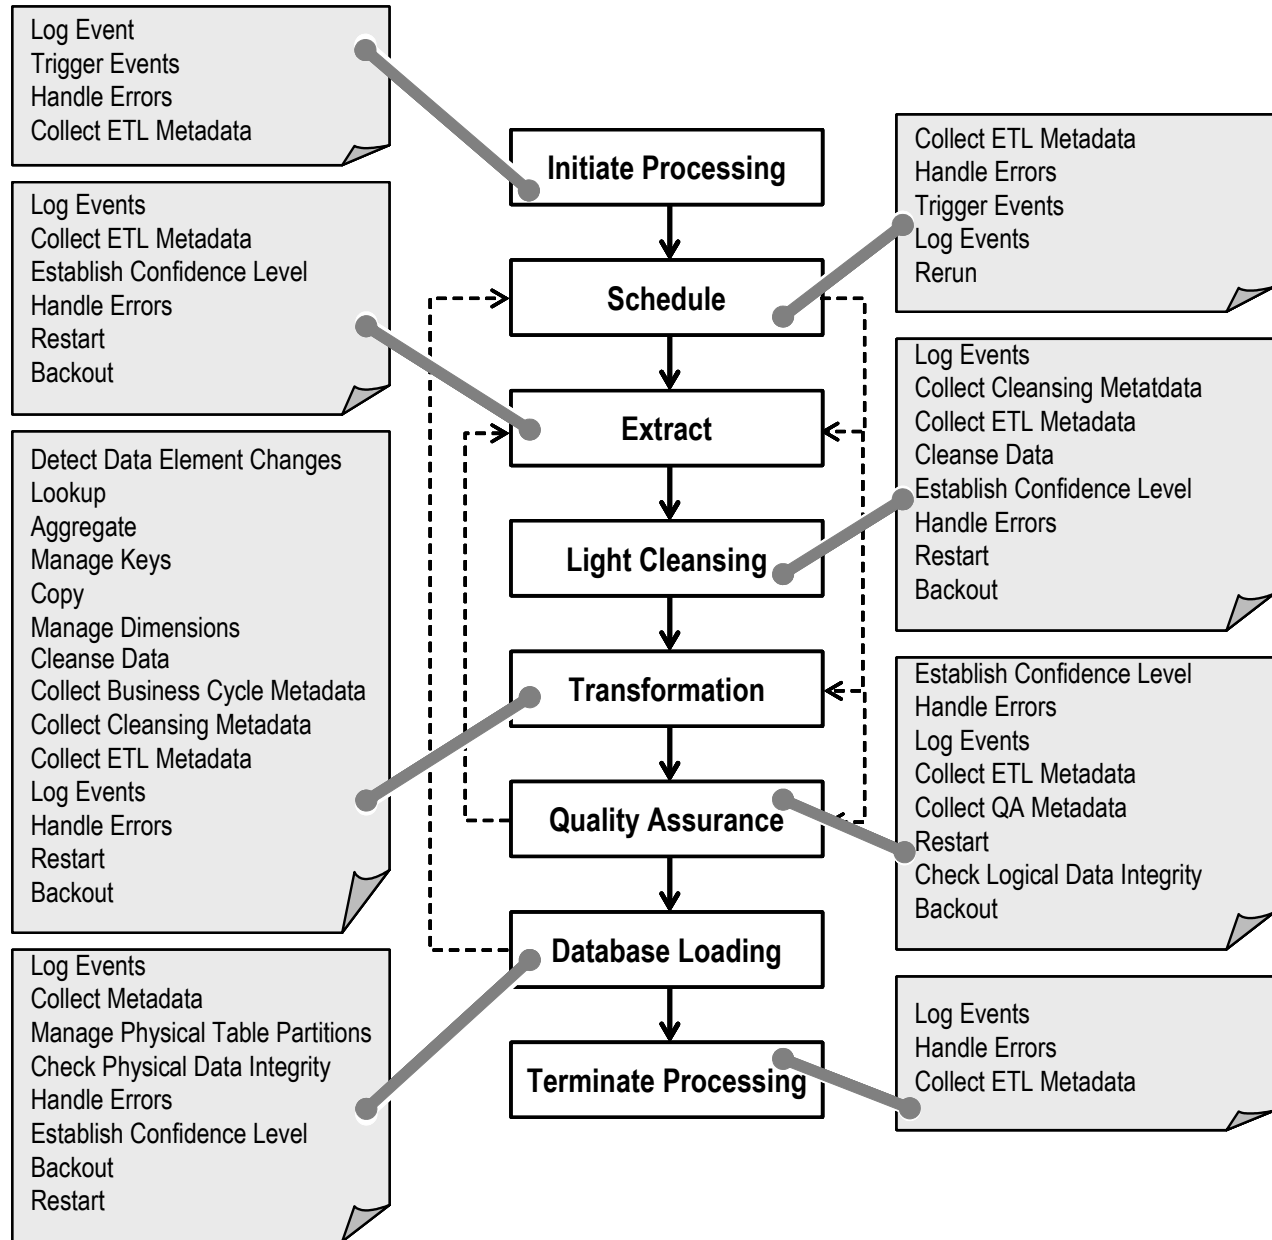 Log Event
Trigger Events
Handle Errors
Collect ETL Metadata
Initiate Processing
Collect ETL Metadata
Handle Errors
Trigger Events
Log Events
Rerun
Log Events
Collect ETL Metadata
Establish Confidence Level
Handle Errors
Restart
Backout
Schedule
Extract
Log Events
Collect Cleansing Metatdata
Collect ETL Metadata
Cleanse Data
Establish Confidence Level
Handle Errors
Restart
Backout
Detect Data Element Changes
Lookup
Aggregate
Manage Keys
Copy
Manage Dimensions
Cleanse Data
Collect Business Cycle Metadata
Collect Cleansing Metadata
Collect ETL Metadata
Log Events
Handle Errors
Restart
Backout
Light Cleansing
Transformation
Quality Assurance
Establish Confidence Level
Handle Errors
Log Events
Collect ETL Metadata
Collect QA Metadata
Restart
Check Logical Data Integrity
Backout
Log Events
Collect Metadata
Manage Physical Table Partitions
Check Physical Data Integrity
Handle Errors
Establish Confidence Level
Backout
Restart
Database Loading
Terminate Processing
Log Events
Handle Errors
Collect ETL Metadata